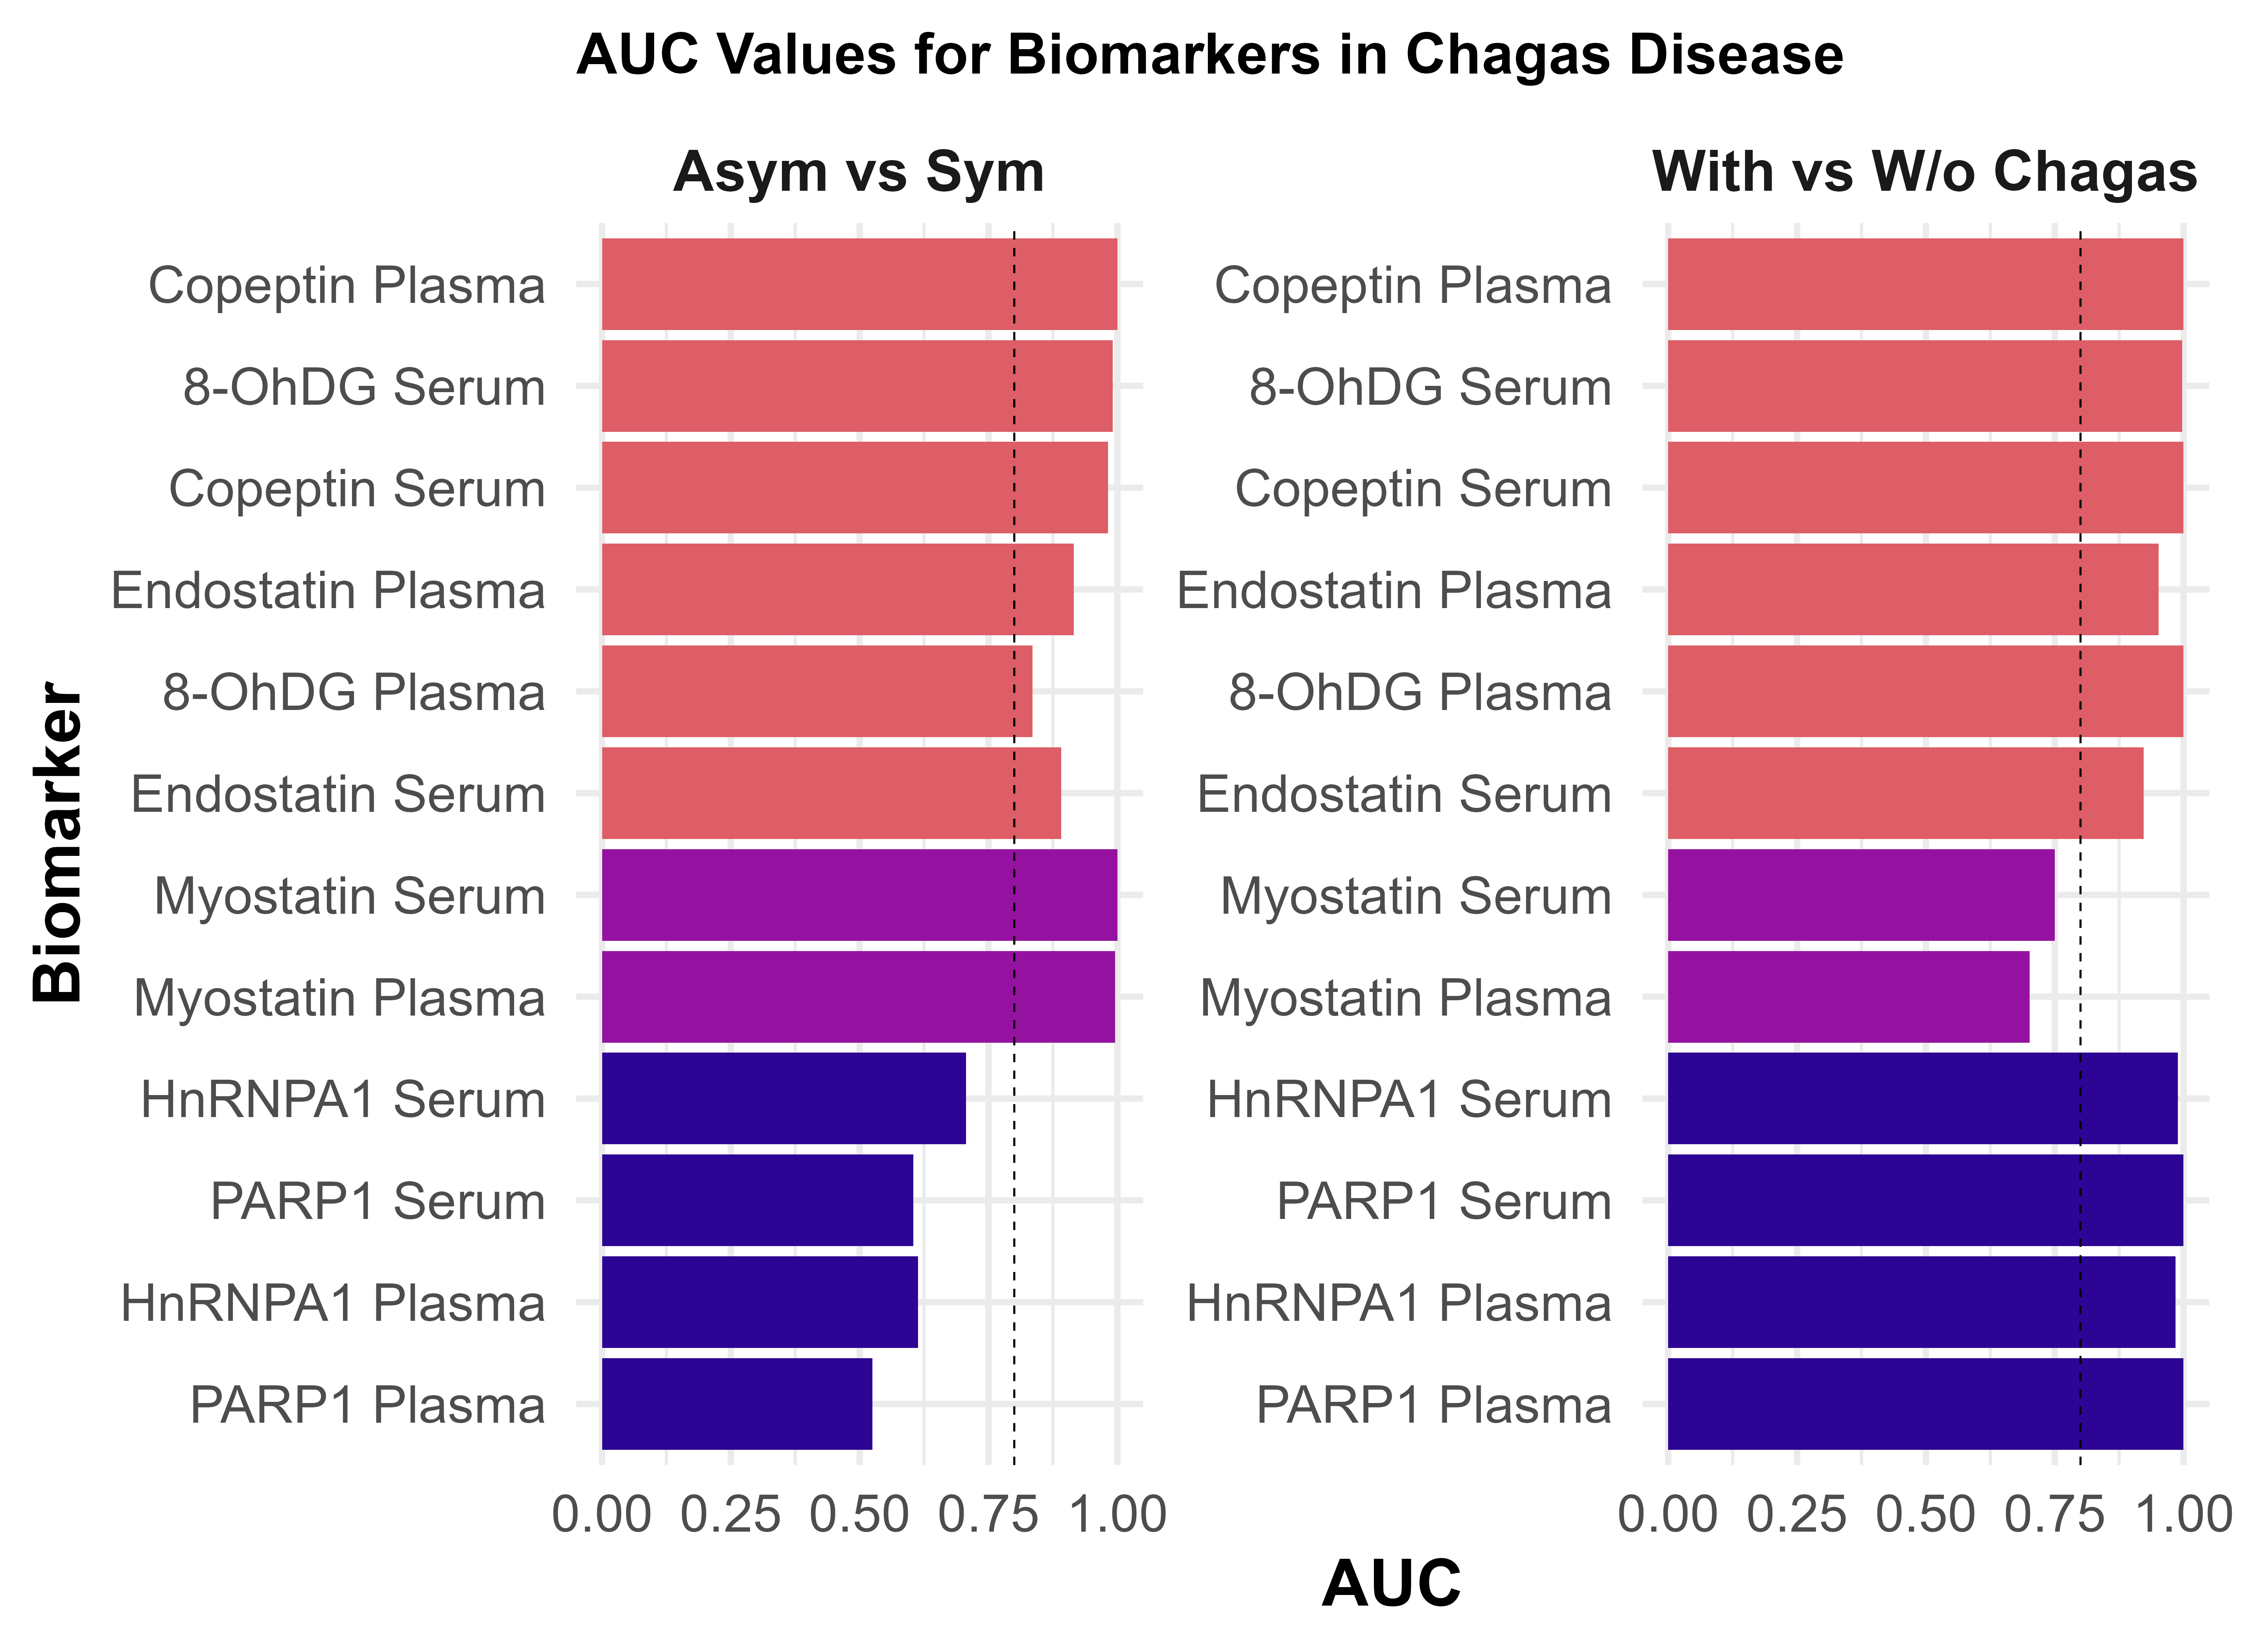 AUC Values for Biomarkers in Chagas Disease
Asym vs Sym
With vs W/o Chagas
Biomarker
Copeptin Plasma
8-OhDG Serum
Copeptin Serum
Endostatin Plasma
8-OhDG Plasma
Endostatin Serum
Myostatin Serum
Myostatin Plasma
HnRNPA1 Serum
PARP1 Serum
HnRNPA1 Plasma
PARP1 Plasma
0.00 0.25 0.50 0.75 1.00
Copeptin Plasma
8-OhDG Serum
Copeptin Serum
Endostatin Plasma
8-OhDG Plasma
Endostatin Serum
Myostatin Serum
Myostatin Plasma
HnRNPA1 Serum
PARP1 Serum
HnRNPA1 Plasma
PARP1 Plasma
0.00 0.25 0.50 0.75 1.00
AUC